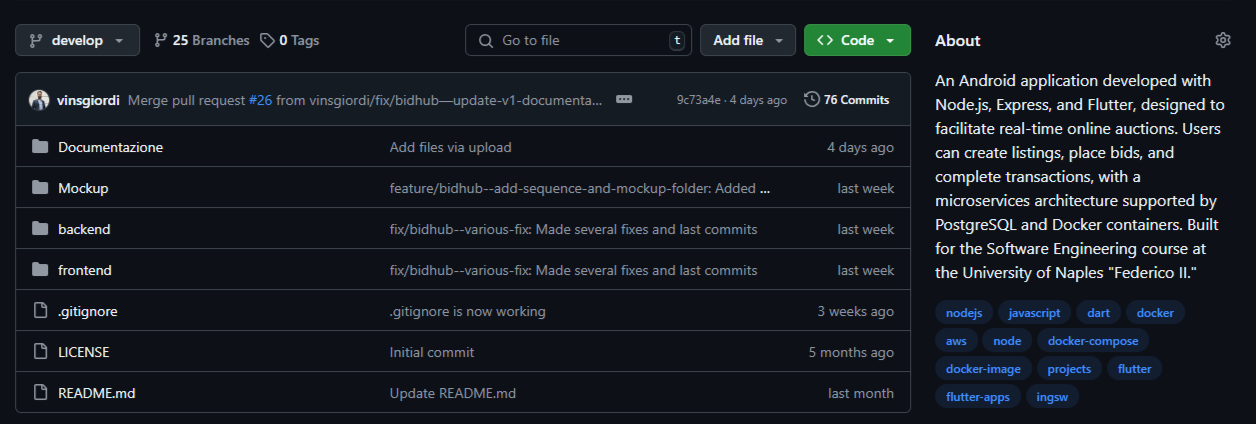 develop 25 Branches 0 Tags Go to file t Add file Code
vinsgiordi Merge pull request #26 from vinsgiordi/fix/bidhub—update-v1-documenta... 9c73a4e · 4 days ago 76 Commits
Documentazione Add files via upload 4 days ago
Mockup feature/bidhub--add-sequence-and-mockup-folder: Added ... last week
backend fix/bidhub--various-fix: Made several fixes and last commits last week
frontend fix/bidhub--various-fix: Made several fixes and last commits last week
.gitignore .gitignore is now working 3 weeks ago
LICENSE Initial commit 5 months ago
README.md Update README.md last month
About
An Android application developed with
Node.js, Express, and Flutter, designed to
facilitate real-time online auctions. Users
can create listings, place bids, and
complete transactions, with a
microservices architecture supported by
PostgreSQL and Docker containers. Built
for the Software Engineering course at
the University of Naples "Federico II."
nodejs javascript dart docker
aws node docker-compose
docker-image projects flutter
flutter-apps ingsw